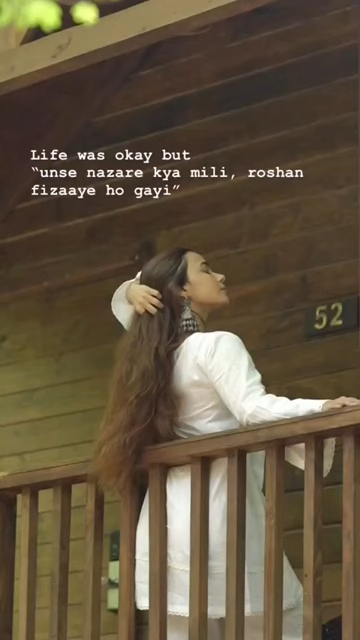 Life was okay but
“unse nazare kya mili, roshan
fizaaye ho gayi”
52